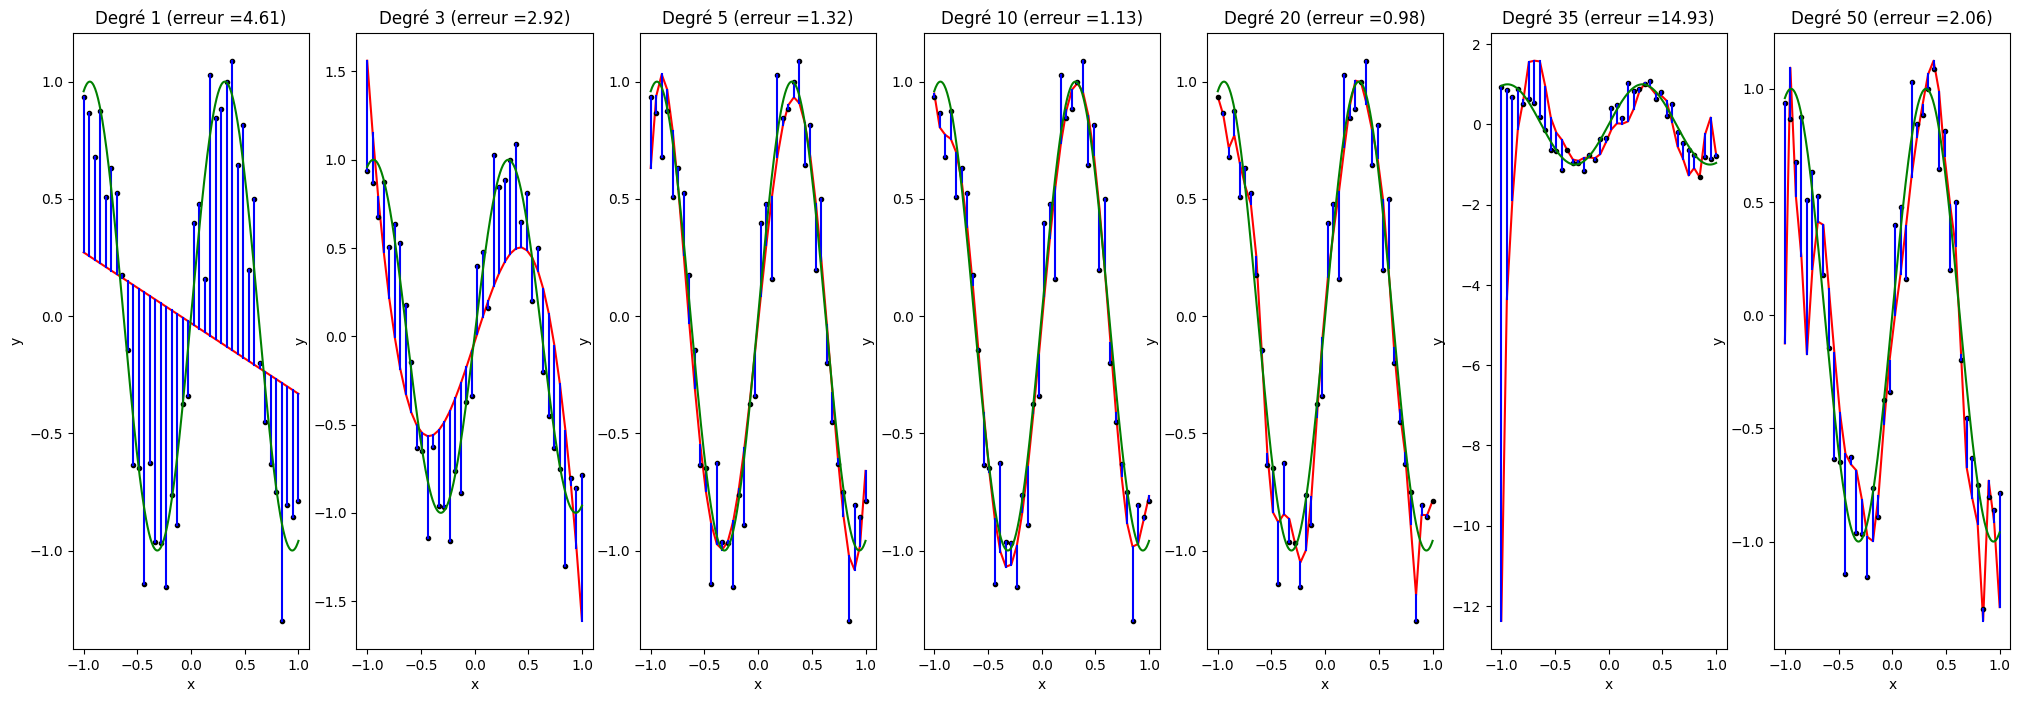 Degré 1 (erreur =4.61)
1.0
0.5
0.0
−0.5
−1.0
y
−1.0 −0.5 0.0 0.5 1.0
x
Degré 3 (erreur =2.92)
1.5
1.0
0.5
0.0
−0.5
−1.0
−1.5
y
−1.0 −0.5 0.0 0.5 1.0
x
Degré 5 (erreur =1.32)
1.0
0.5
0.0
−0.5
−1.0
y
−1.0 −0.5 0.0 0.5 1.0
x
Degré 10 (erreur =1.13)
1.0
0.5
0.0
−0.5
−1.0
y
−1.0 −0.5 0.0 0.5 1.0
x
Degré 20 (erreur =0.98)
1.0
0.5
0.0
−0.5
−1.0
y
−1.0 −0.5 0.0 0.5 1.0
x
Degré 35 (erreur =14.93)
2
0
−2
−4
−6
−8
−10
−12
y
−1.0 −0.5 0.0 0.5 1.0
x
Degré 50 (erreur =2.06)
1.0
0.5
0.0
−0.5
−1.0
y
−1.0 −0.5 0.0 0.5 1.0
x